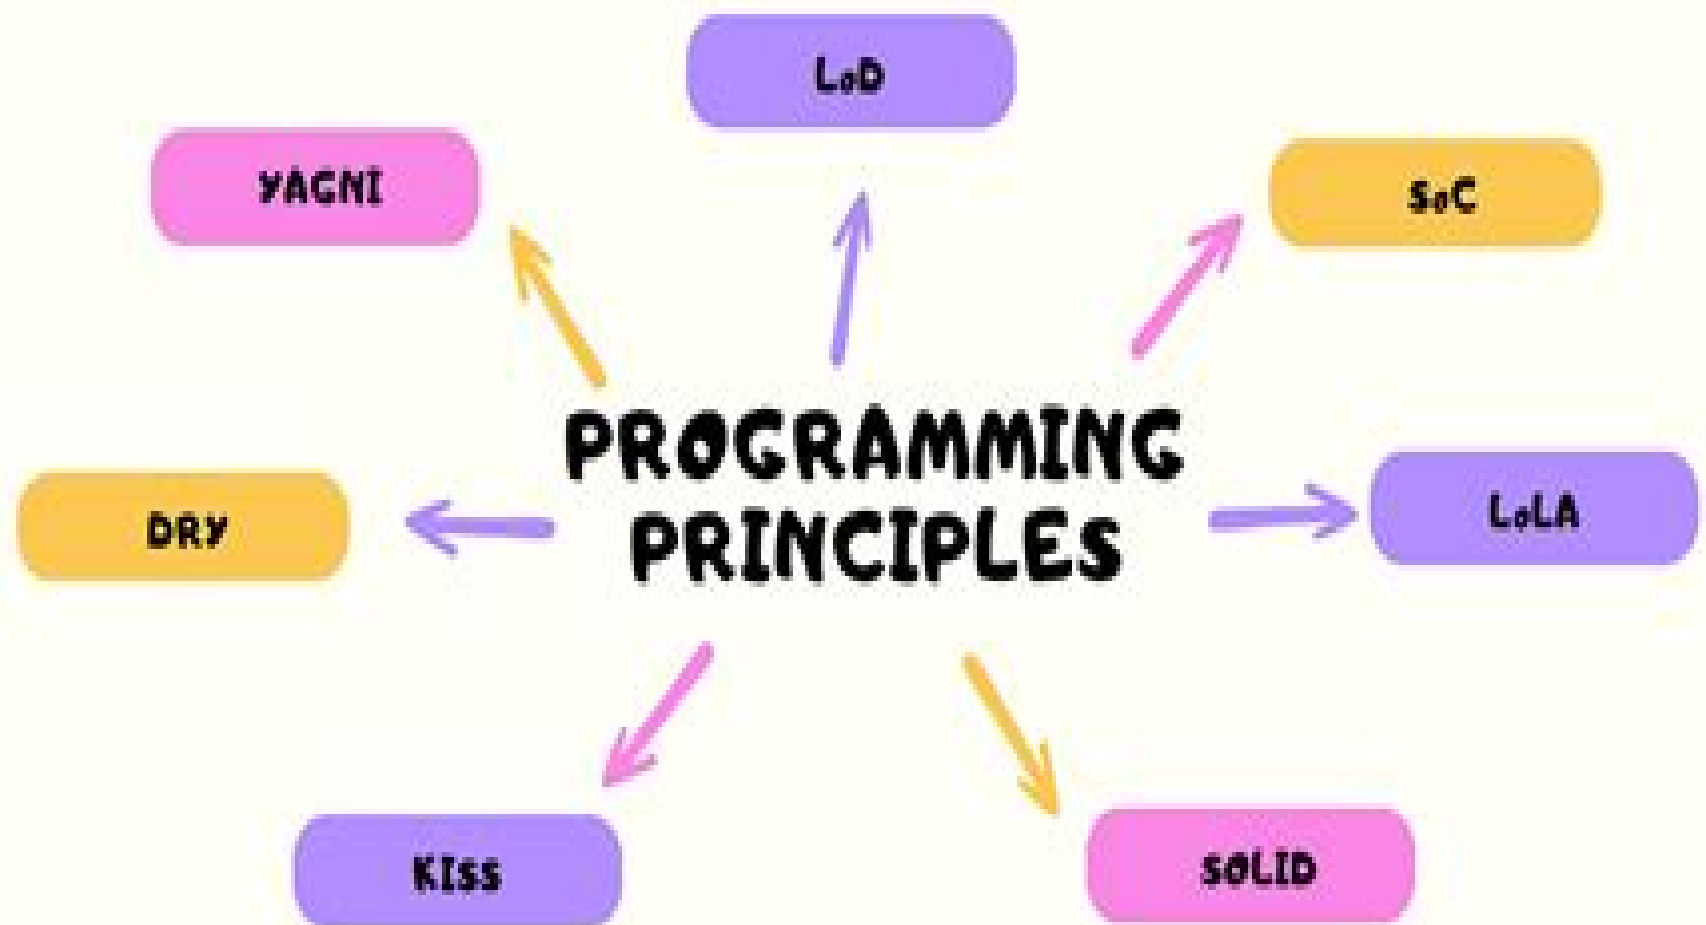 LoD
YAGNI
SoC
PROGRAMMING
PRINCIPLES
DRY
LoLA
KISS
SOLID